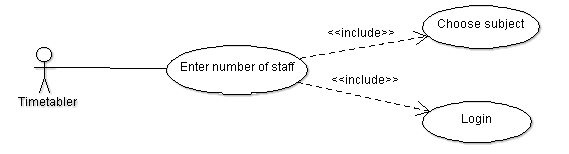 Choose subject
<<include>>
Enter number of staff
<<include>>
Timetabler
Login